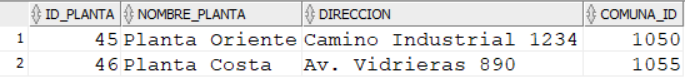 ID_PLANTA NOMBRE_PLANTA DIRECCION COMUNA_ID
1 45 Planta Oriente Camino Industrial 1234 1050
2 46 Planta Costa Av. Vidrieras 890 1055